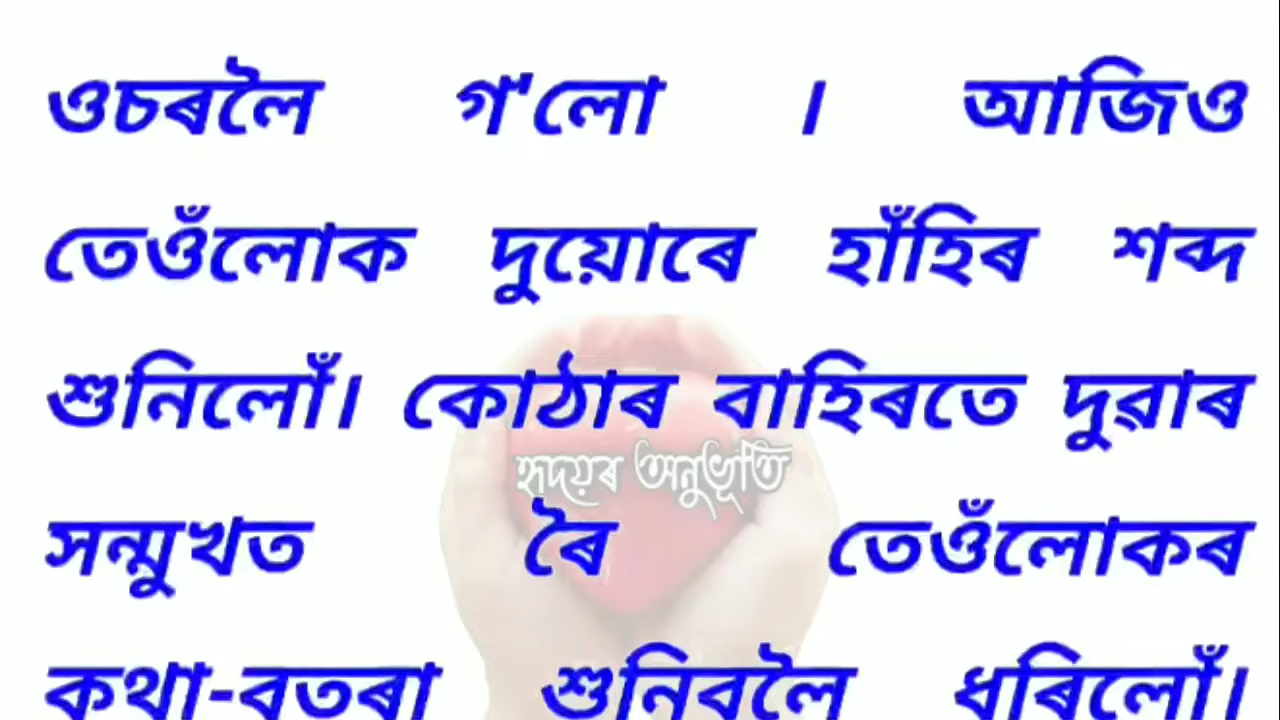 ওচৰলৈ গ'লো । আজিও
তেওঁলোক দুয়োৰে হাঁহিৰ শব্দ
শুনিলোঁ। কোঠাৰ বাহিৰতে দুৱাৰ
হৃদয়ৰ অনুভূতি
সন্মুখত ৰৈ তেওঁলোকৰ
কথা-বতৰা শুনিবলৈ ধৰিলোঁ।